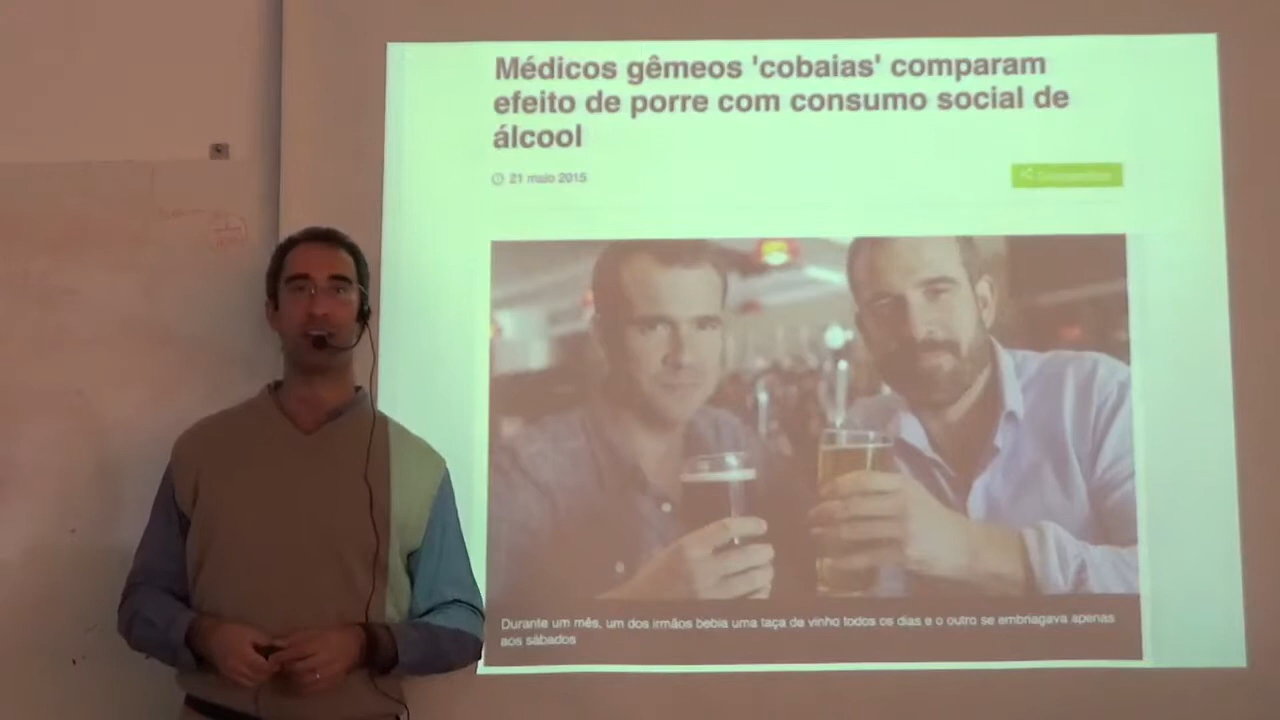 Médicos gêmeos 'cobaias' comparam
efeito de porre com consumo social de
álcool
21 maio 2015
Compartilhar
Durante um mês, um dos irmãos bebia uma taça de vinho todos os dias e o outro se embriagava apenas
aos sábados